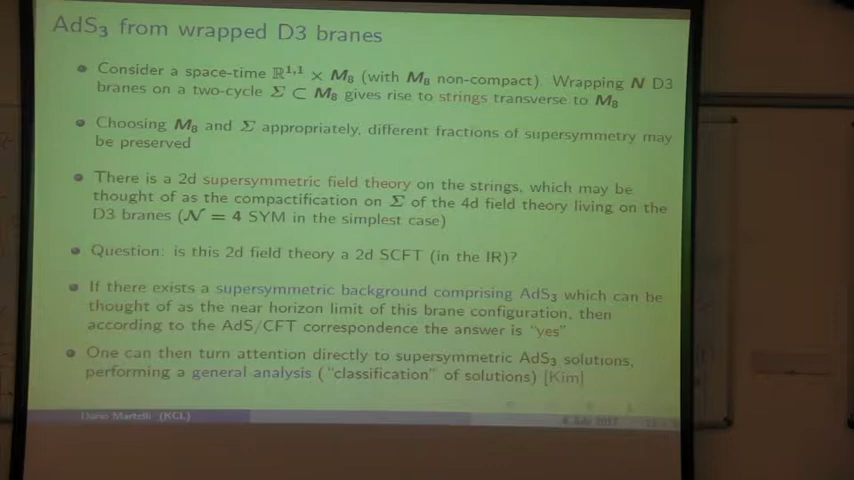 AdS₃ from wrapped D3 branes
Consider a space-time ℝ¹,¹ × M₈ (with M₈ non-compact). Wrapping N D3
branes on a two-cycle Σ ⊂ M₈ gives rise to strings transverse to M₈
Choosing M₈ and Σ appropriately, different fractions of supersymmetry may
be preserved
There is a 2d supersymmetric field theory on the strings, which may be
thought of as the compactification on Σ of the 4d field theory living on the
D3 branes (𝒩 = 4 SYM in the simplest case)
Question: is this 2d field theory a 2d SCFT (in the IR)?
If there exists a supersymmetric background comprising AdS₃ which can be
thought of as the near horizon limit of this brane configuration, then
according to the AdS/CFT correspondence the answer is "yes"
One can then turn attention directly to supersymmetric AdS₃ solutions,
performing a general analysis ("classification" of solutions) [Kim]
Dario Martelli (KCL)
4 July 2017